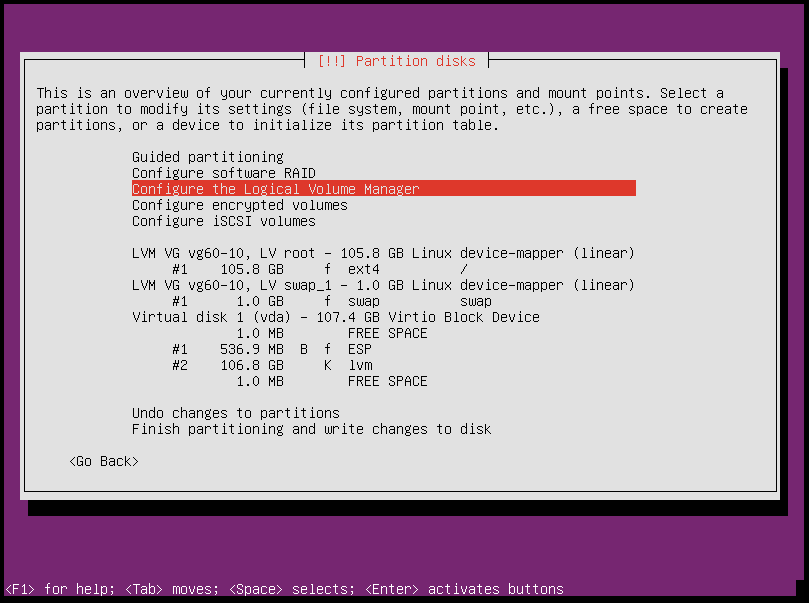 [!!] Partition disks
This is an overview of your currently configured partitions and mount points. Select a
partition to modify its settings (file system, mount point, etc.), a free space to create
partitions, or a device to initialize its partition table.
Guided partitioning
Configure software RAID
Configure the Logical Volume Manager
Configure encrypted volumes
Configure iSCSI volumes
LVM VG vg60-10, LV root - 105.8 GB Linux device-mapper (linear)
#1 105.8 GB f ext4 /
LVM VG vg60-10, LV swap_1 - 1.0 GB Linux device-mapper (linear)
#1 1.0 GB f swap swap
Virtual disk 1 (vda) - 107.4 GB Virtio Block Device
1.0 MB FREE SPACE
#1 536.9 MB B f ESP
#2 106.8 GB K lvm
1.0 MB FREE SPACE
Undo changes to partitions
Finish partitioning and write changes to disk
<Go Back>
<F1> for help; <Tab> moves; <Space> selects; <Enter> activates buttons